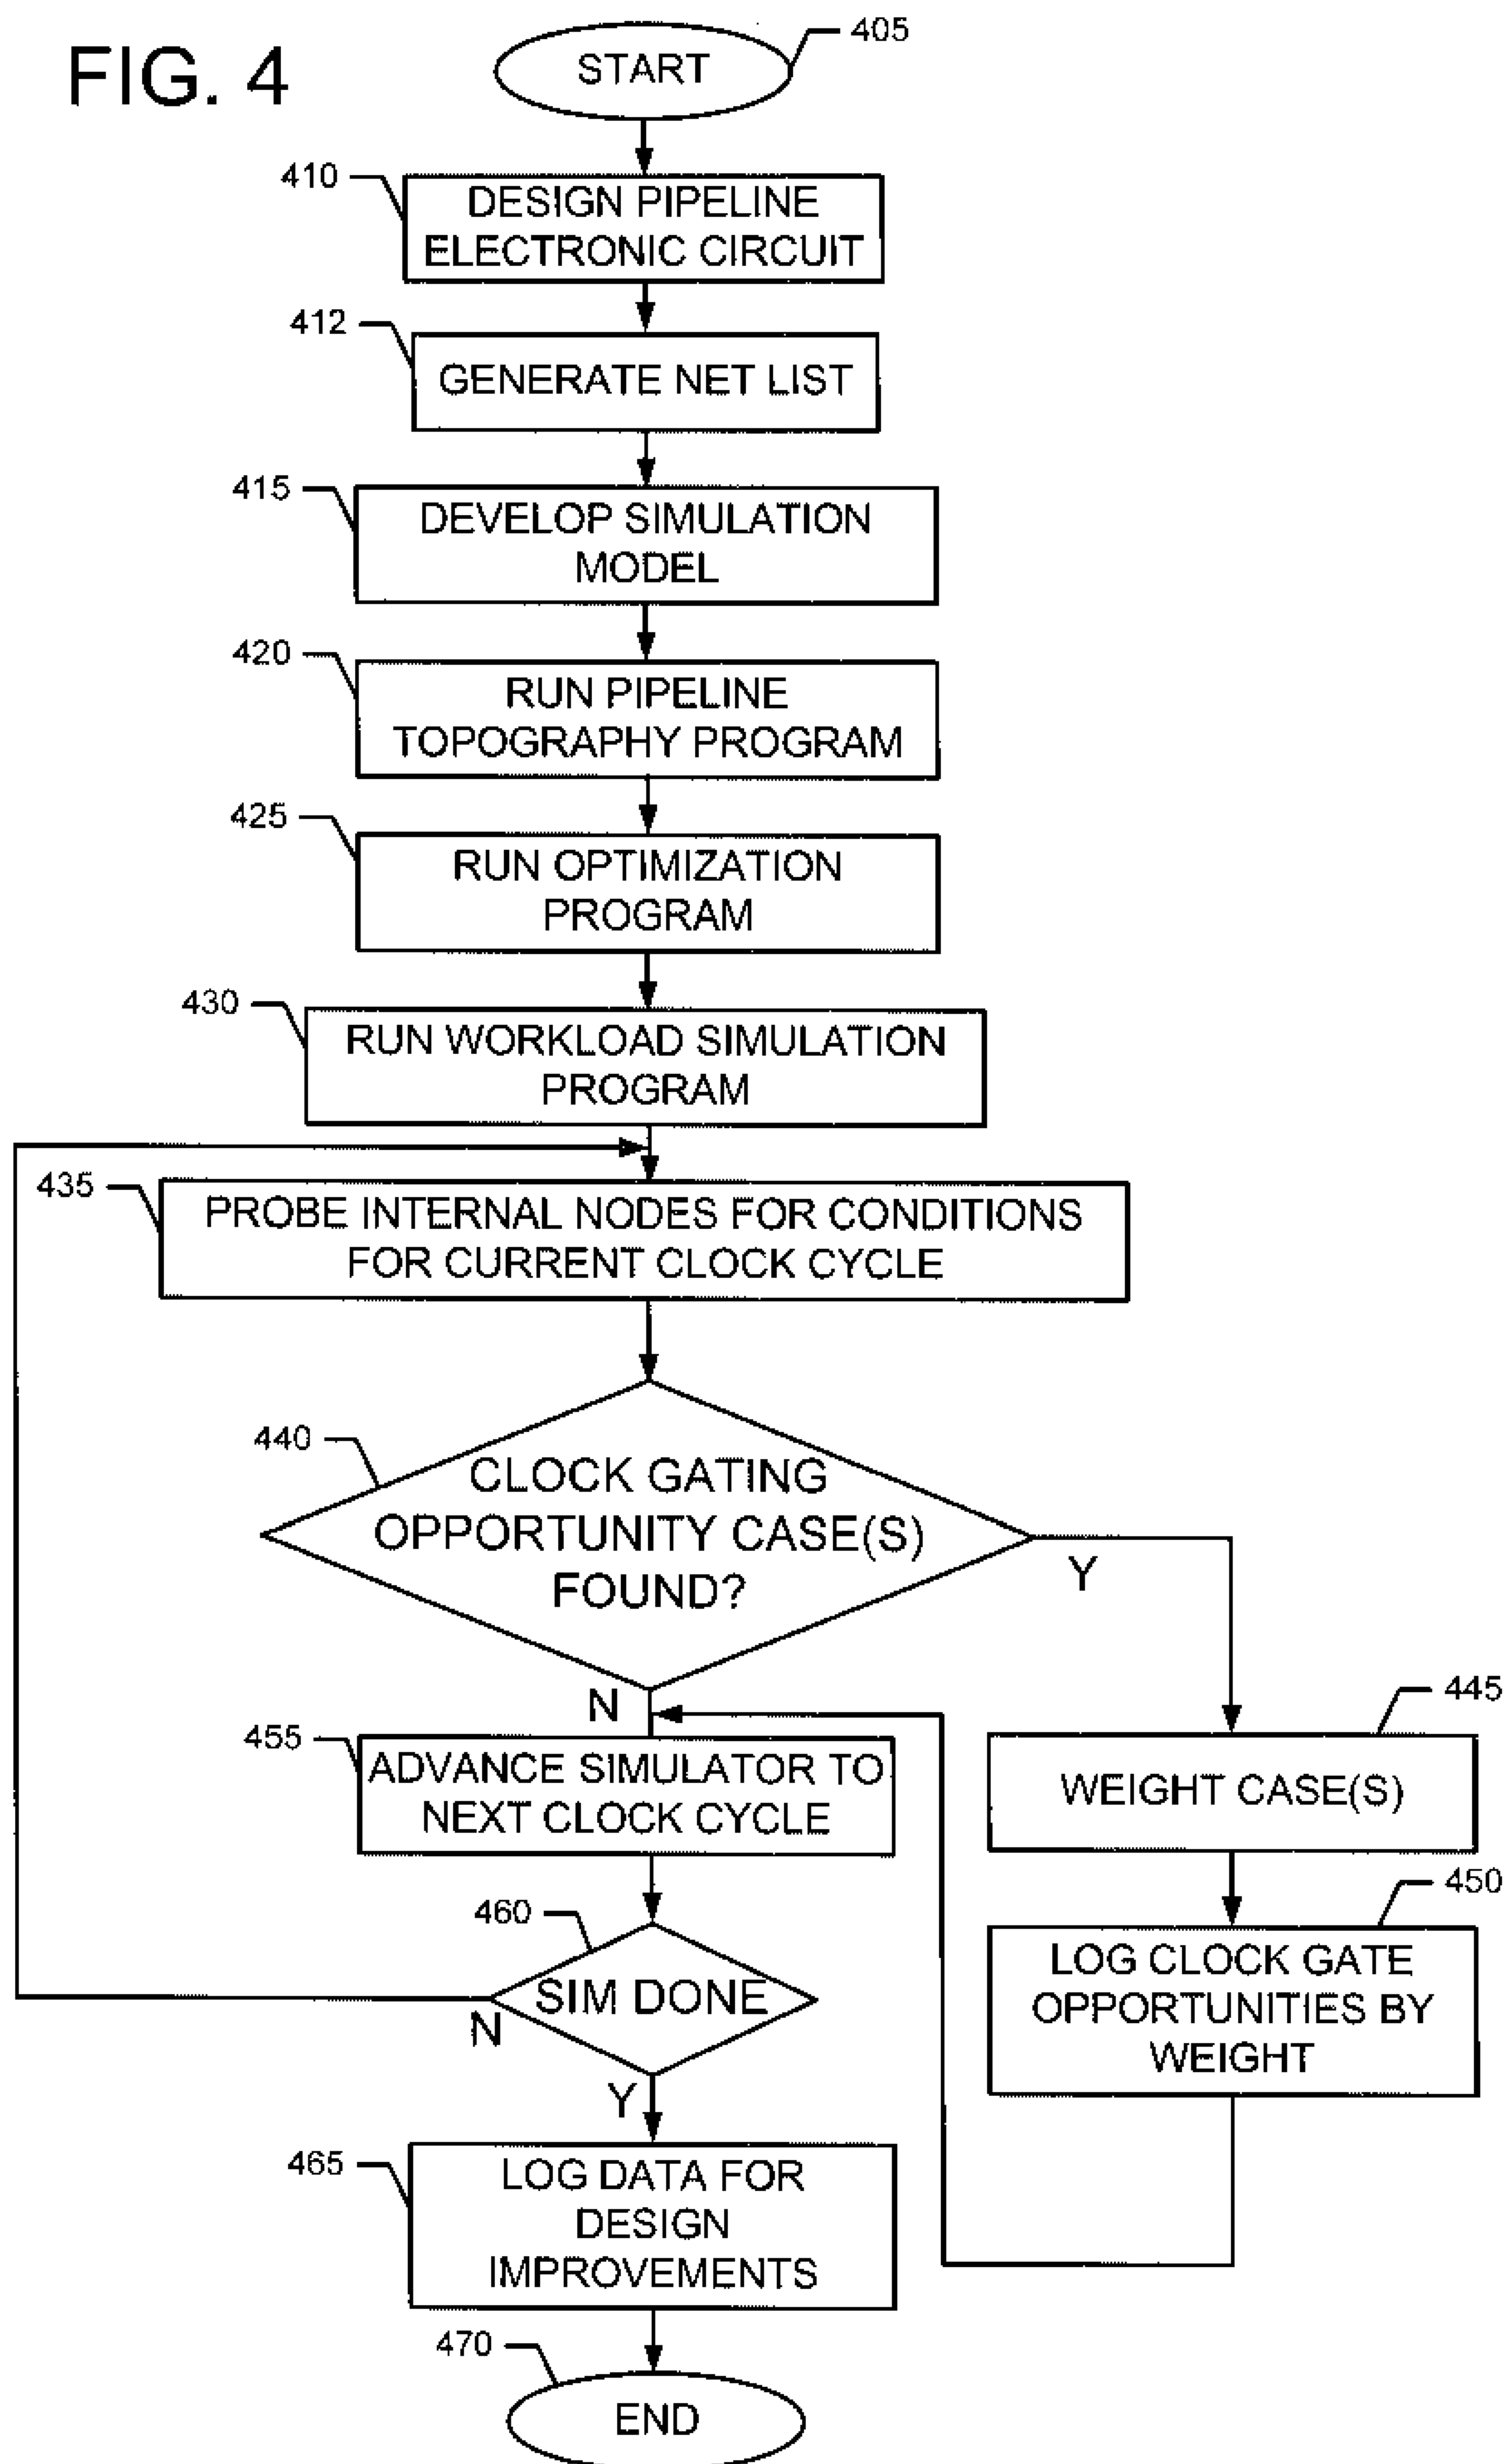 FIG. 4
START
405
410
DESIGN PIPELINE
ELECTRONIC CIRCUIT
412
GENERATE NET LIST
415
DEVELOP SIMULATION
MODEL
420
RUN PIPELINE
TOPOGRAPHY PROGRAM
425
RUN OPTIMIZATION
PROGRAM
430
RUN WORKLOAD SIMULATION
PROGRAM
435
PROBE INTERNAL NODES FOR CONDITIONS
FOR CURRENT CLOCK CYCLE
440
CLOCK GATING
OPPORTUNITY CASE(S)
FOUND?
Y
N
445
WEIGHT CASE(S)
450
LOG CLOCK GATE
OPPORTUNITIES BY
WEIGHT
455
ADVANCE SIMULATOR TO
NEXT CLOCK CYCLE
460
SIM DONE
N
Y
465
LOG DATA FOR
DESIGN
IMPROVEMENTS
470
END